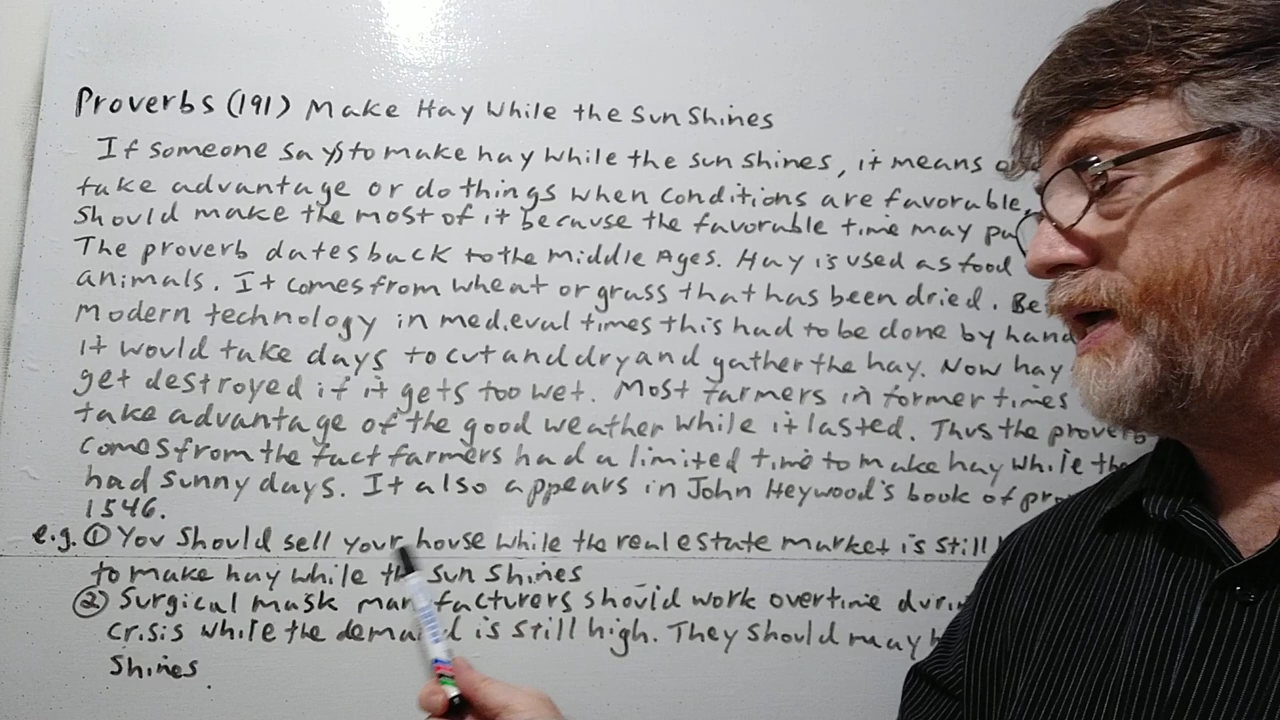 Proverbs (191) Make Hay While the Sun Shines
If someone says to make hay while the sun shines, it means
take advantage or do things when conditions are favorable,
should make the most of it because the favorable time may
The proverb dates back to the Middle Ages. Hay is used as food
animals. It comes from wheat or grass that has been dried.
Modern technology in medieval times this had to be done by hand
It would take days to cut and dry and gather the hay. Now hay
get destroyed if it gets too wet. Most farmers in former times
take advantage of the good weather while it lasted. Thus the proverb
comes from the fact farmers had a limited time to make hay while
had sunny days. It also appears in John Heywood's book of
1546.
e.g. ① You should sell your house while the real estate market is still
to make hay while the sun shines
② Surgical mask manufacturers should work overtime
crisis while the demand is still high. They should may
Shines.